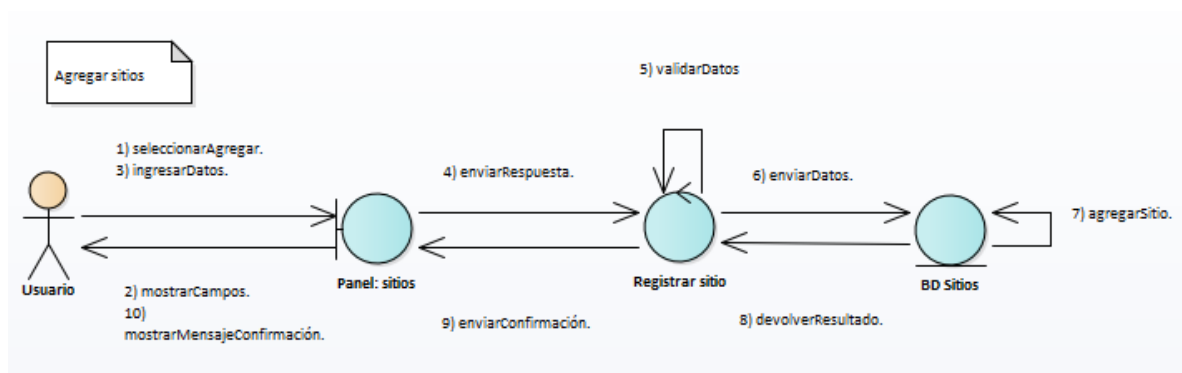 Agregar sitios
5) validarDatos
1) seleccionarAgregar.
3) ingresarDatos.
4) enviarRespuesta.
6) enviarDatos.
7) agregarSitio.
Usuario
Panel: sitios
Registrar sitio
BD Sitios
2) mostrarCampos.
10)
mostrarMensajeConfirmación.
9) enviarConfirmación.
8) devolverResultado.